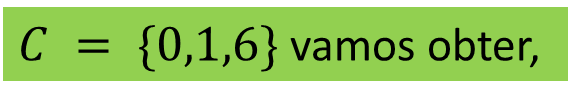 C = {0,1,6} vamos obter,